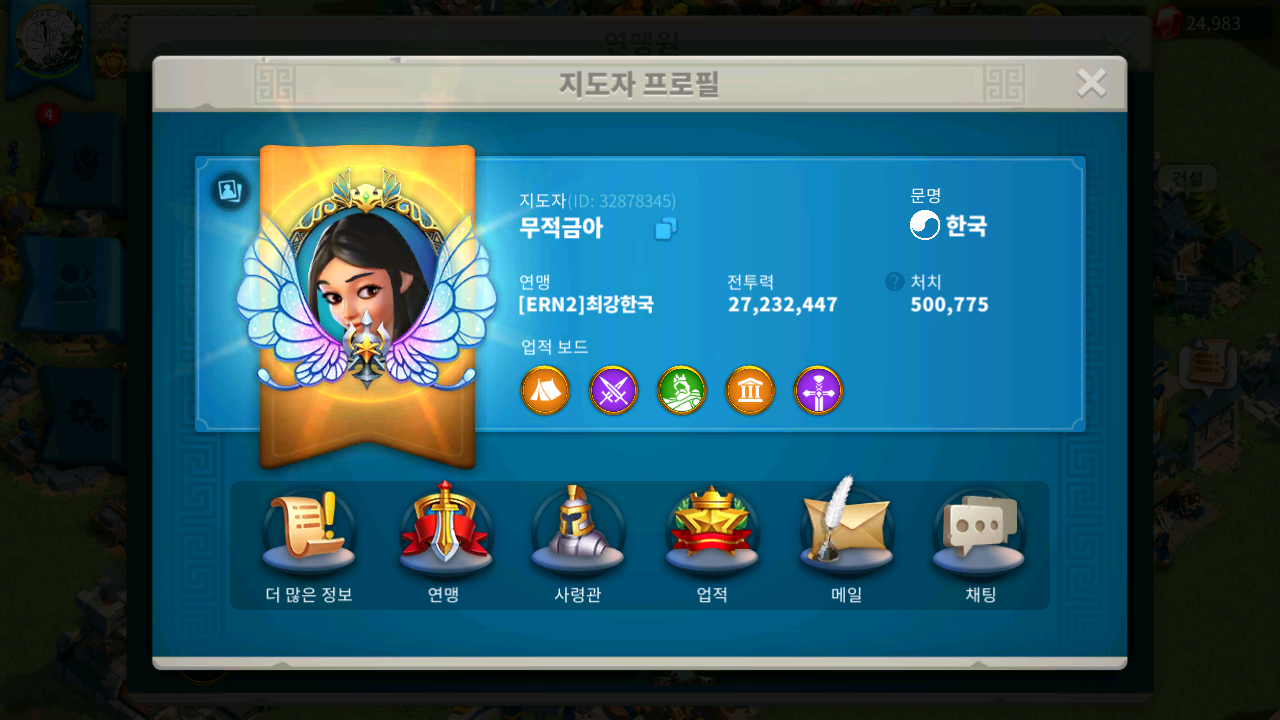 연맹원
24,983
지도자 프로필
4
건설
지도자(ID: 32878345)
무적금아
문명
한국
연맹
[ERN2]최강한국
전투력
27,232,447
? 처치
500,775
업적 보드
더 많은 정보
연맹
사령관
업적
메일
채팅